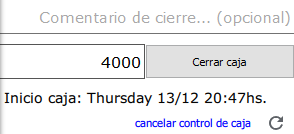 Comentario de cierre... (opcional)
4000 Cerrar caja
Inicio caja: Thursday 13/12 20:47hs.
cancelar control de caja